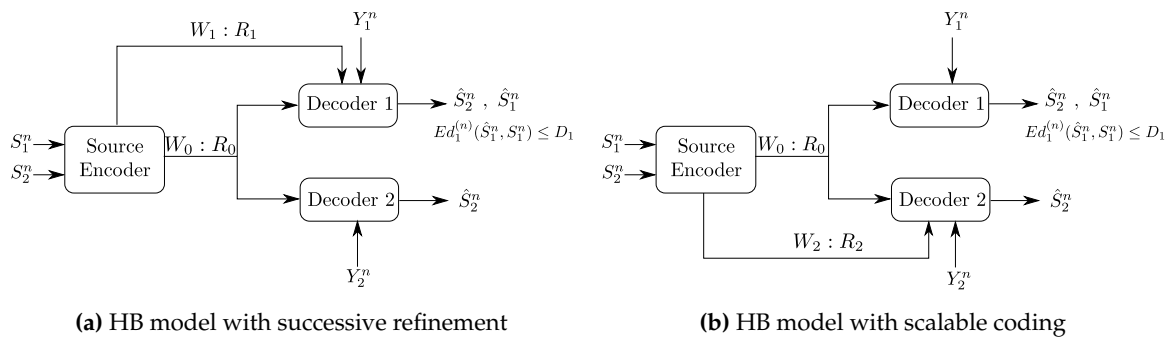 Y_1^n
W_1 : R_1
Decoder 1
Ŝ_2^n , Ŝ_1^n
Ed_1^{(n)}(Ŝ_1^n, S_1^n) ≤ D_1
S_1^n
S_2^n
Source
Encoder
W_0 : R_0
Decoder 2
Ŝ_2^n
Y_2^n
(a) HB model with successive refinement
Y_1^n
Decoder 1
Ŝ_2^n , Ŝ_1^n
Ed_1^{(n)}(Ŝ_1^n, S_1^n) ≤ D_1
S_1^n
S_2^n
Source
Encoder
W_0 : R_0
Decoder 2
Ŝ_2^n
W_2 : R_2
Y_2^n
(b) HB model with scalable coding